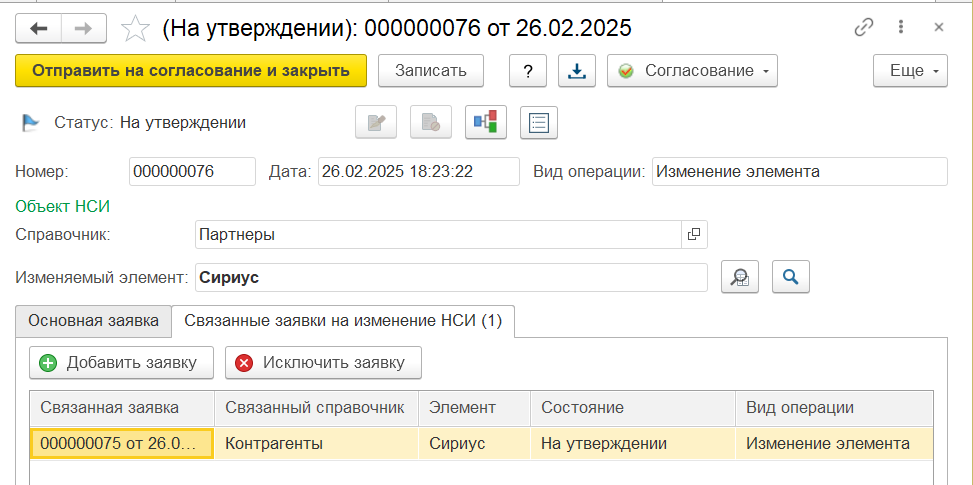 (На утверждении): 000000076 от 26.02.2025
Отправить на согласование и закрыть Записать ? Согласование Еще
Статус: На утверждении
Номер: 000000076 Дата: 26.02.2025 18:23:22 Вид операции: Изменение элемента
Объект НСИ
Справочник: Партнеры
Изменяемый элемент: Сириус
Основная заявка Связанные заявки на изменение НСИ (1)
Добавить заявку Исключить заявку
Связанная заявка Связанный справочник Элемент Состояние Вид операции
000000075 от 26.0... Контрагенты Сириус На утверждении Изменение элемента